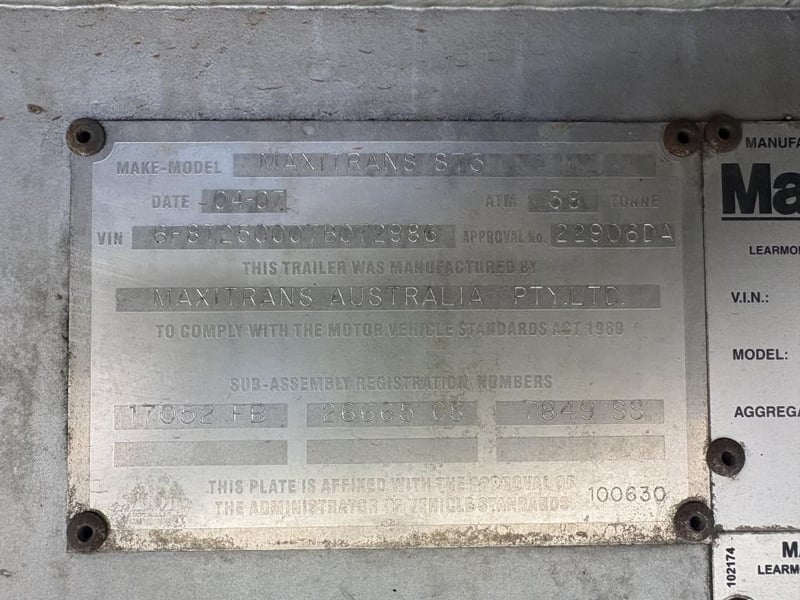 MAKE-MODEL MAXITRANS ST3
DATE 04-07 ATM 38 TONNE
VIN APPROVAL No. 22906DA
THIS TRAILER WAS MANUFACTURED BY
MAXITRANS AUSTRALIA PTY.LTD.
TO COMPLY WITH THE MOTOR VEHICLE STANDARDS ACT 1989
SUB-ASSEMBLY REGISTRATION NUMBERS
17052 FB 26665 CS 7849 SS
THIS PLATE IS AFFIXED WITH THE APPROVAL OF
THE ADMINISTRATOR OF VEHICLE STANDARDS 100630
MANUFA
Ma
LEARMO
V.I.N.:
MODEL:
AGGREGA
102174
MA
LEARMO